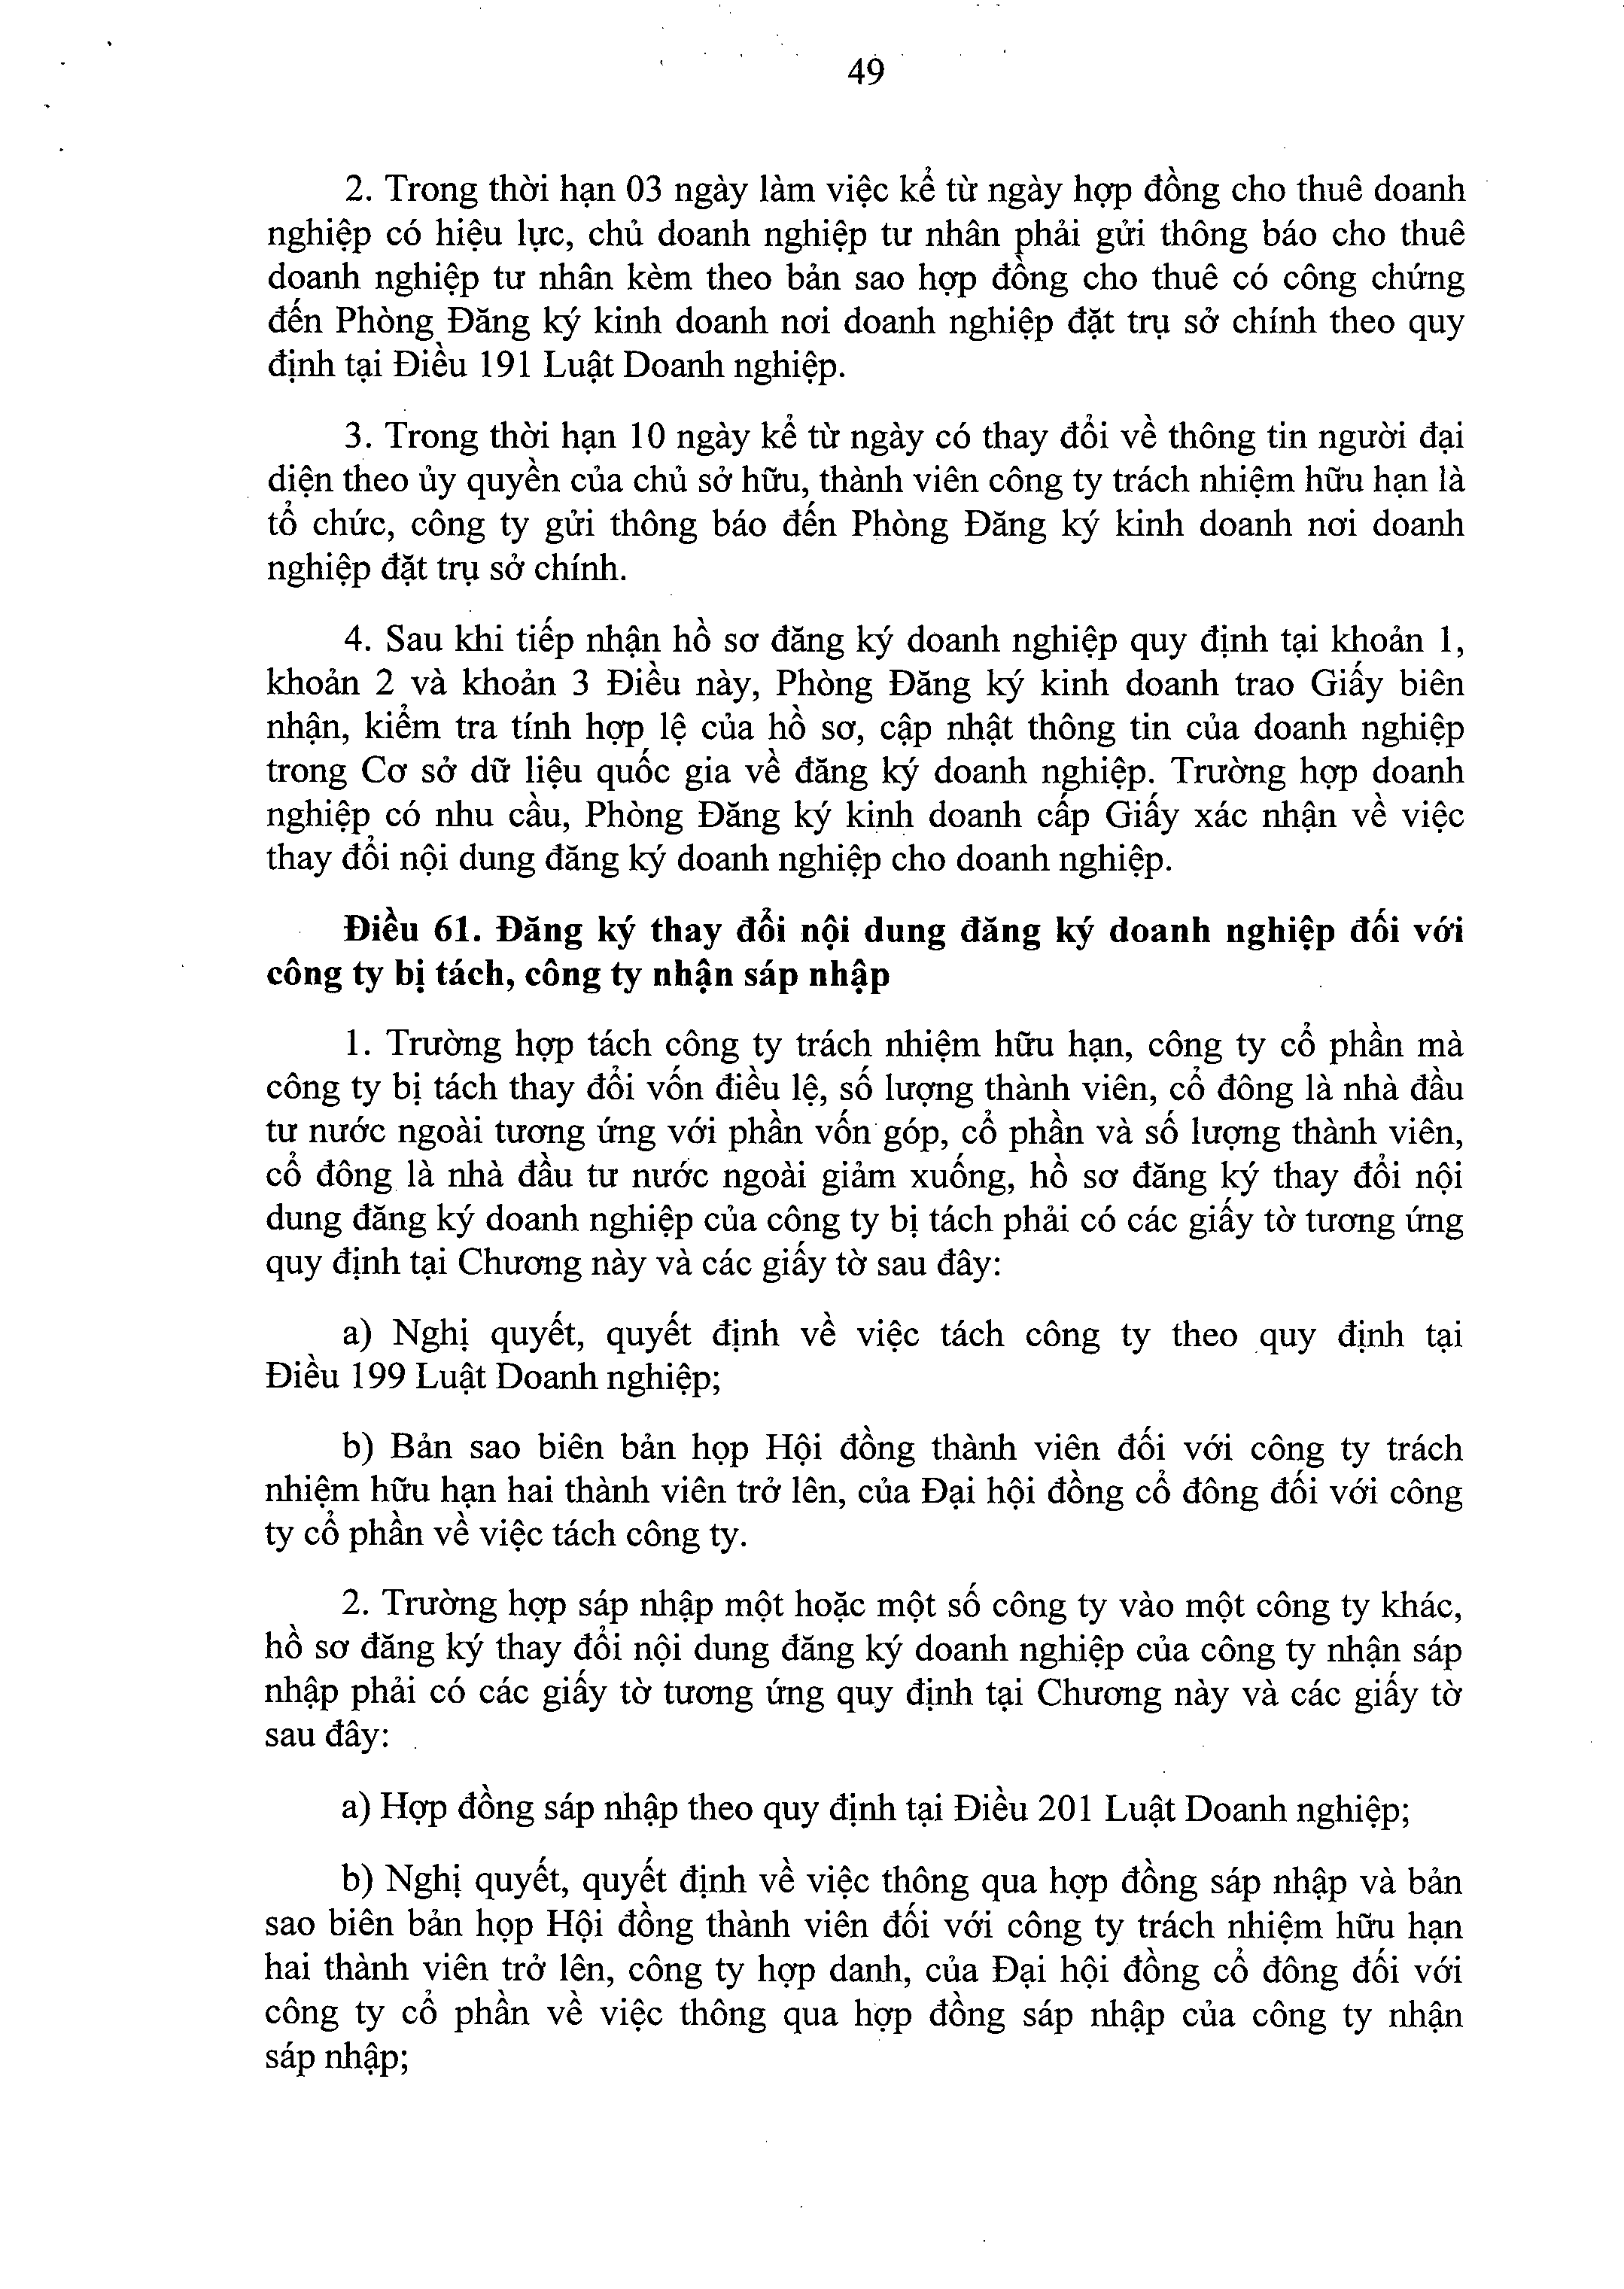 49
2. Trong thời hạn 03 ngày làm việc kể từ ngày hợp đồng cho thuê doanh
nghiệp có hiệu lực, chủ doanh nghiệp tư nhân phải gửi thông báo cho thuê
doanh nghiệp tư nhân kèm theo bản sao hợp đồng cho thuê có công chứng
đến Phòng Đăng ký kinh doanh nơi doanh nghiệp đặt trụ sở chính theo quy
định tại Điều 191 Luật Doanh nghiệp.
3. Trong thời hạn 10 ngày kể từ ngày có thay đổi về thông tin người đại
diện theo ủy quyền của chủ sở hữu, thành viên công ty trách nhiệm hữu hạn là
tổ chức, công ty gửi thông báo đến Phòng Đăng ký kinh doanh nơi doanh
nghiệp đặt trụ sở chính.
4. Sau khi tiếp nhận hồ sơ đăng ký doanh nghiệp quy định tại khoản 1,
khoản 2 và khoản 3 Điều này, Phòng Đăng ký kinh doanh trao Giấy biên
nhận, kiểm tra tính hợp lệ của hồ sơ, cập nhật thông tin của doanh nghiệp
trong Cơ sở dữ liệu quốc gia về đăng ký doanh nghiệp. Trường hợp doanh
nghiệp có nhu cầu, Phòng Đăng ký kinh doanh cấp Giấy xác nhận về việc
thay đổi nội dung đăng ký doanh nghiệp cho doanh nghiệp.
Điều 61. Đăng ký thay đổi nội dung đăng ký doanh nghiệp đối với
công ty bị tách, công ty nhận sáp nhập
1. Trường hợp tách công ty trách nhiệm hữu hạn, công ty cổ phần mà
công ty bị tách thay đổi vốn điều lệ, số lượng thành viên, cổ đông là nhà đầu
tư nước ngoài tương ứng với phần vốn góp, cổ phần và số lượng thành viên,
cổ đông là nhà đầu tư nước ngoài giảm xuống, hồ sơ đăng ký thay đổi nội
dung đăng ký doanh nghiệp của công ty bị tách phải có các giấy tờ tương ứng
quy định tại Chương này và các giấy tờ sau đây:
a) Nghị quyết, quyết định về việc tách công ty theo quy định tại
Điều 199 Luật Doanh nghiệp;
b) Bản sao biên bản họp Hội đồng thành viên đối với công ty trách
nhiệm hữu hạn hai thành viên trở lên, của Đại hội đồng cổ đông đối với công
ty cổ phần về việc tách công ty.
2. Trường hợp sáp nhập một hoặc một số công ty vào một công ty khác,
hồ sơ đăng ký thay đổi nội dung đăng ký doanh nghiệp của công ty nhận sáp
nhập phải có các giấy tờ tương ứng quy định tại Chương này và các giấy tờ
sau đây:
a) Hợp đồng sáp nhập theo quy định tại Điều 201 Luật Doanh nghiệp;
b) Nghị quyết, quyết định về việc thông qua hợp đồng sáp nhập và bản
sao biên bản họp Hội đồng thành viên đối với công ty trách nhiệm hữu hạn
hai thành viên trở lên, công ty hợp danh, của Đại hội đồng cổ đông đối với
công ty cổ phần về việc thông qua hợp đồng sáp nhập của công ty nhận
sáp nhập;